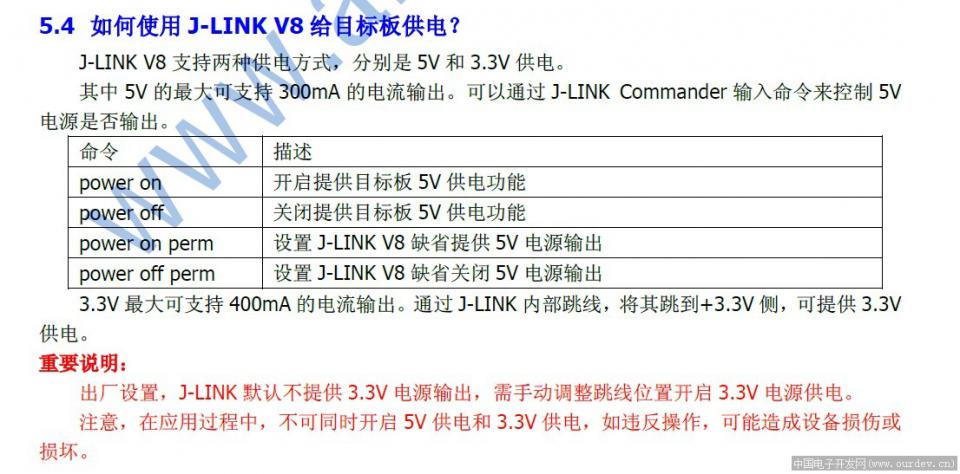 5.4 如何使用 J-LINK V8 给目标板供电？
J-LINK V8 支持两种供电方式，分别是 5V 和 3.3V 供电。
其中 5V 的最大可支持 300mA 的电流输出。可以通过 J-LINK Commander 输入命令来控制 5V
电源是否输出。
命令 描述
power on 开启提供目标板 5V 供电功能
power off 关闭提供目标板 5V 供电功能
power on perm 设置 J-LINK V8 缺省提供 5V 电源输出
power off perm 设置 J-LINK V8 缺省关闭 5V 电源输出
3.3V 最大可支持 400mA 的电流输出。通过 J-LINK 内部跳线，将其跳到+3.3V 侧，可提供 3.3V
供电。
重要说明：
出厂设置，J-LINK 默认不提供 3.3V 电源输出，需手动调整跳线位置开启 3.3V 电源供电。
注意，在应用过程中，不可同时开启 5V 供电和 3.3V 供电，如违反操作，可能造成设备损伤或
损坏。
www.a
中国电子开发网(www.ourdev.cn)